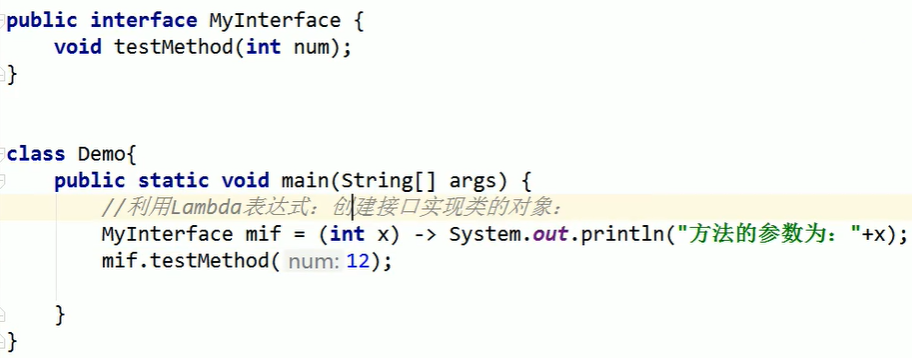 public interface MyInterface {
    void testMethod(int num);
}
class Demo{
    public static void main(String[] args) {
        //利用Lambda表达式：创建接口实现类的对象：
        MyInterface mif = (int x) -> System.out.println("方法的参数为："+x);
        mif.testMethod( num: 12);
    }
}